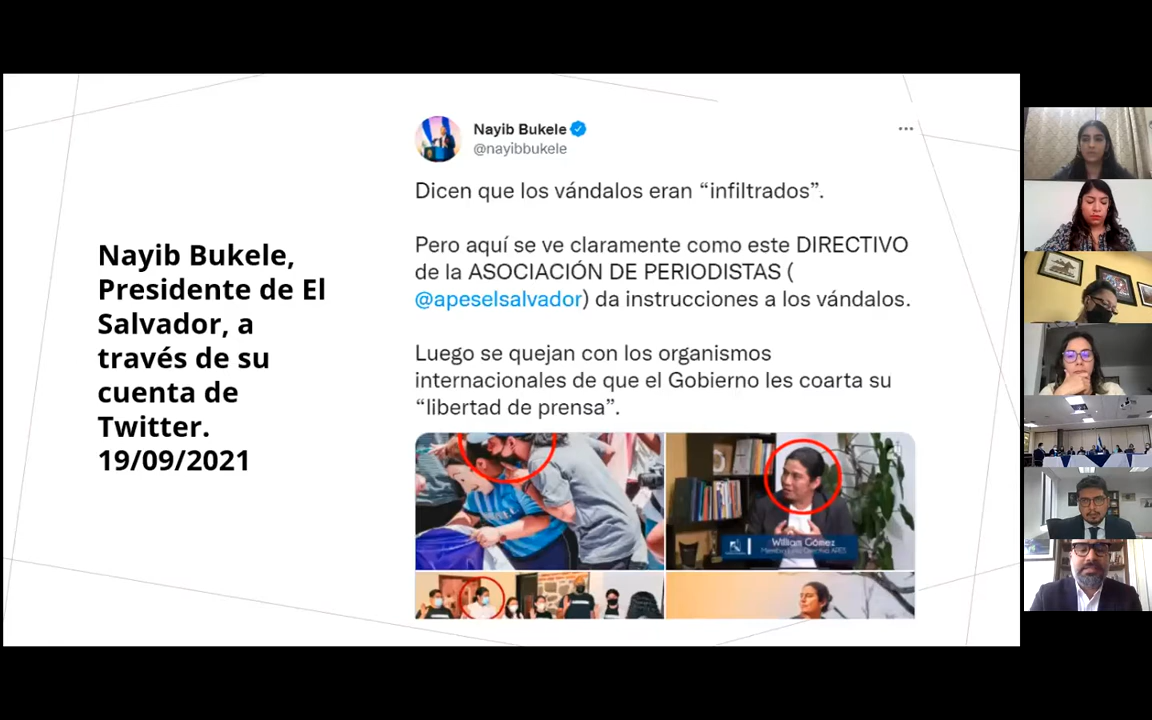 Nayib Bukele,
Presidente de El
Salvador, a
través de su
cuenta de
Twitter.
19/09/2021
Nayib Bukele
@nayibbukele
Dicen que los vándalos eran “infiltrados”.
Pero aquí se ve claramente como este DIRECTIVO
de la ASOCIACIÓN DE PERIODISTAS (
@apeselsalvador) da instrucciones a los vándalos.
Luego se quejan con los organismos
internacionales de que el Gobierno les coarta su
“libertad de prensa”.
William Gómez
Directiva APES